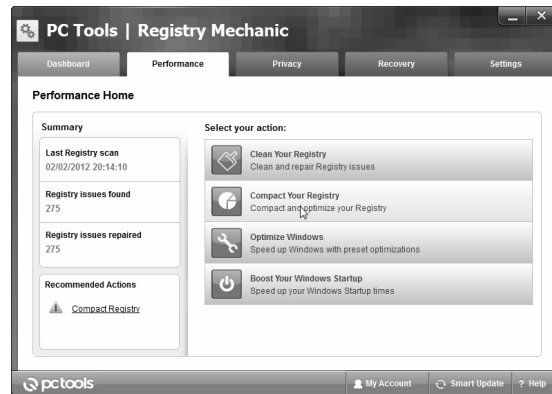 PC Tools | Registry Mechanic
Dashboard
Performance
Privacy
Recovery
Settings
Performance Home
Summary
Last Registry scan
02/02/2012 20:14:10
Registry issues found
275
Registry issues repaired
275
Recommended Actions
Compact Registry
Select your action:
Clean Your Registry
Clean and repair Registry issues
Compact Your Registry
Compact and optimize your Registry
Optimize Windows
Speed up Windows with preset optimizations
Boost Your Windows Startup
Speed up your Windows Startup times
pctools
My Account
Smart Update
? Help